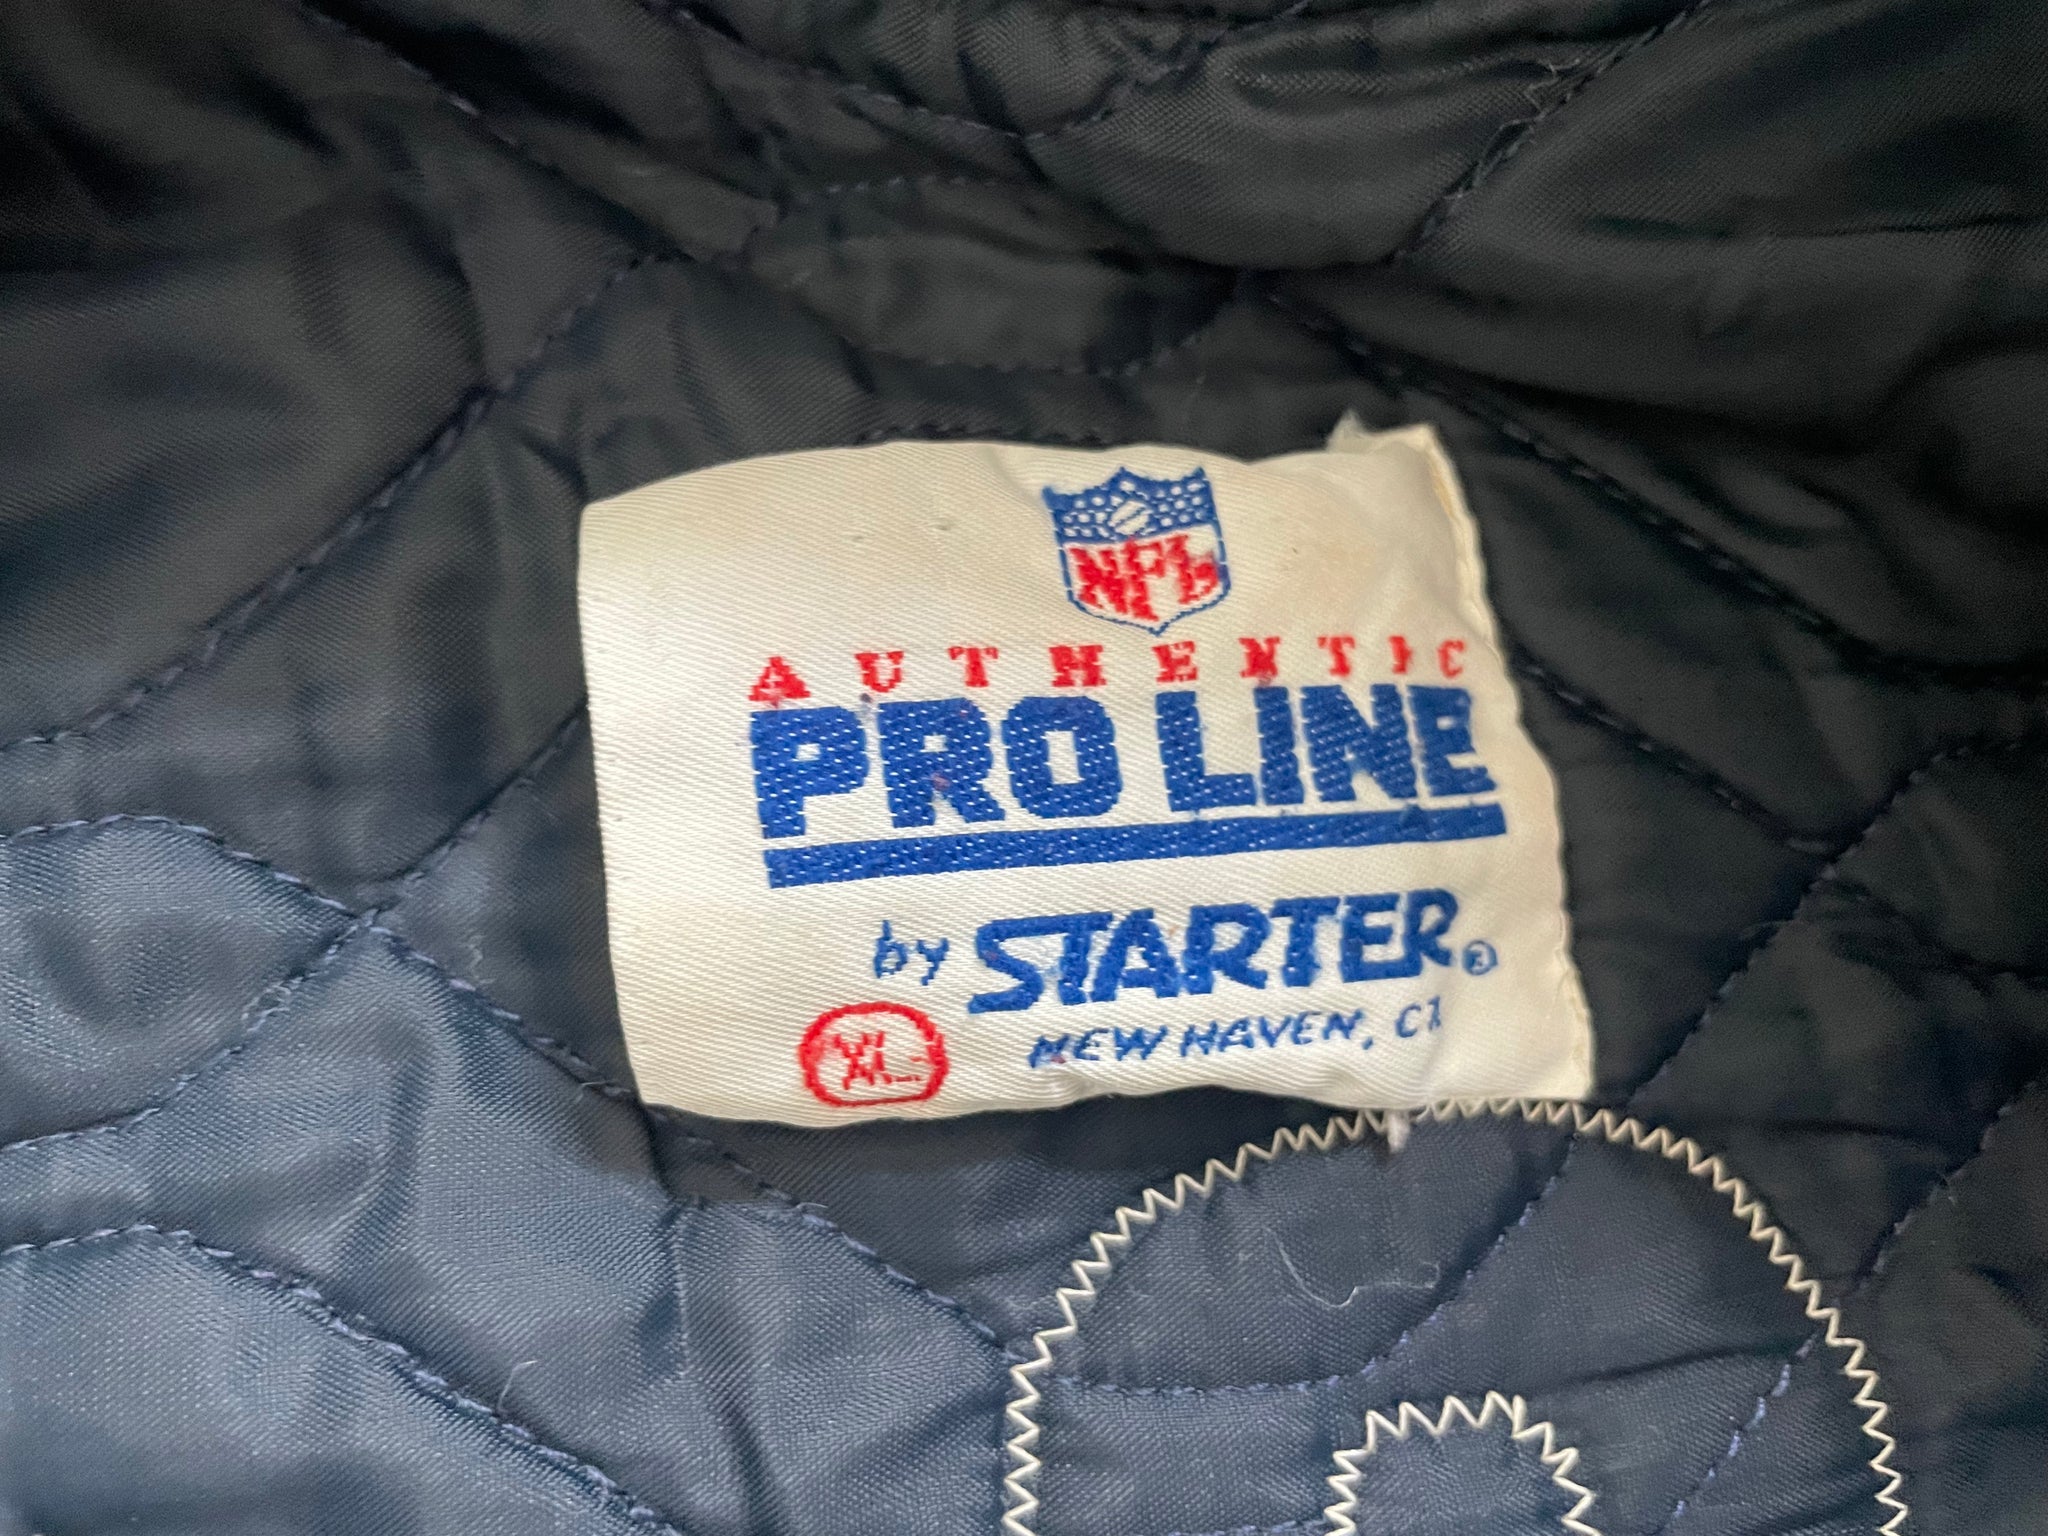 NFL
AUTHENTIC
PRO LINE
by STARTER®
XL
NEW HAVEN, CT